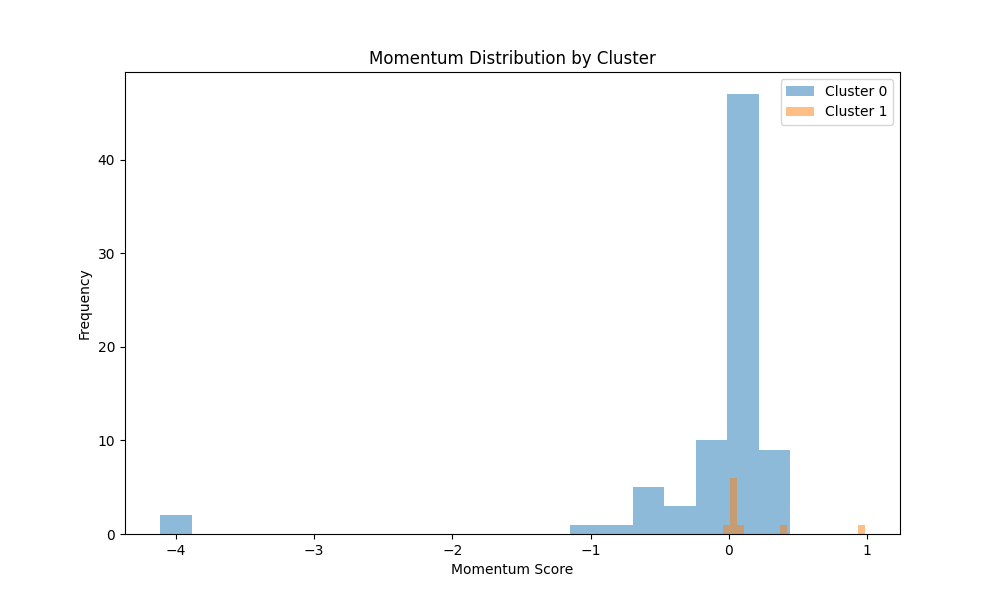 Momentum Distribution by Cluster
Cluster 0
Cluster 1
Frequency
40
30
20
10
0
−4
−3
−2
−1
0
1
Momentum Score